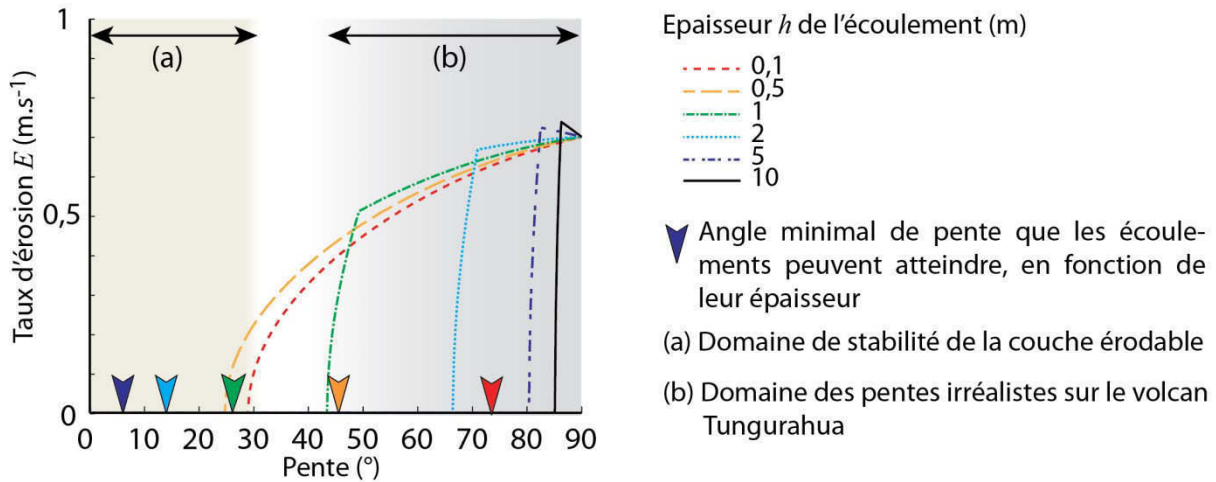 1
0,5
0
Taux d'érosion E (m.s⁻¹)
(a)
(b)
0 10 20 30 40 50 60 70 80 90
Pente (°)
Epaisseur h de l'écoulement (m)
0,1
0,5
1
2
5
10
Angle minimal de pente que les écoule-
ments peuvent atteindre, en fonction de
leur épaisseur
(a) Domaine de stabilité de la couche érodable
(b) Domaine des pentes irréalistes sur le volcan
Tungurahua